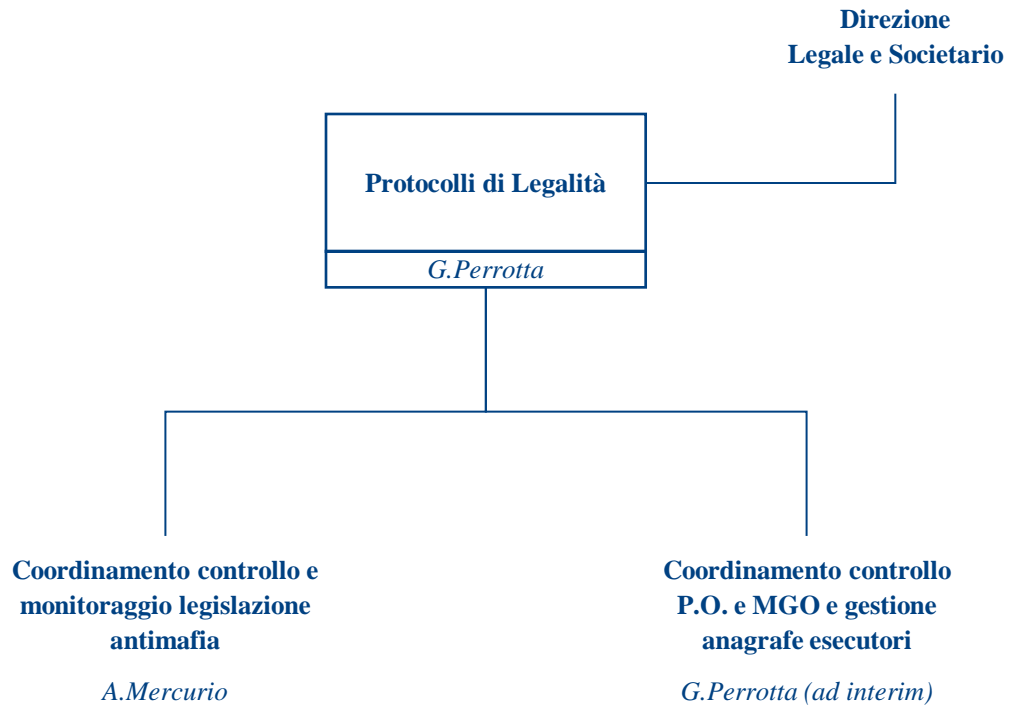 Direzione
Legale e Societario
Protocolli di Legalità
G.Perrotta
Coordinamento controllo e
monitoraggio legislazione
antimafia
A.Mercurio
Coordinamento controllo
P.O. e MGO e gestione
anagrafe esecutori
G.Perrotta (ad interim)